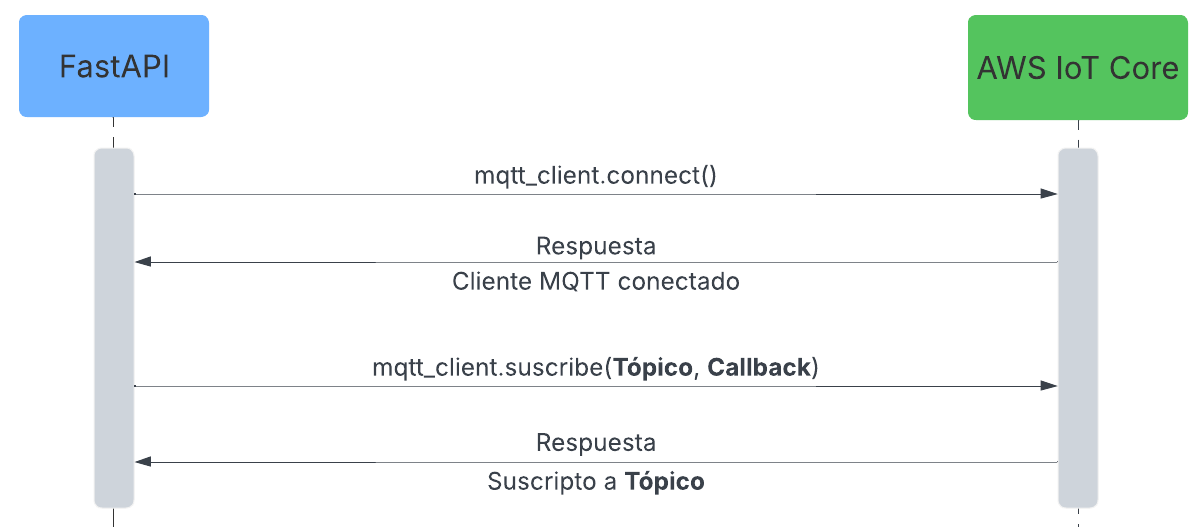 FastAPI
AWS IoT Core
mqtt_client.connect()
Respuesta
Cliente MQTT conectado
mqtt_client.suscribe(Tópico, Callback)
Respuesta
Suscripto a Tópico